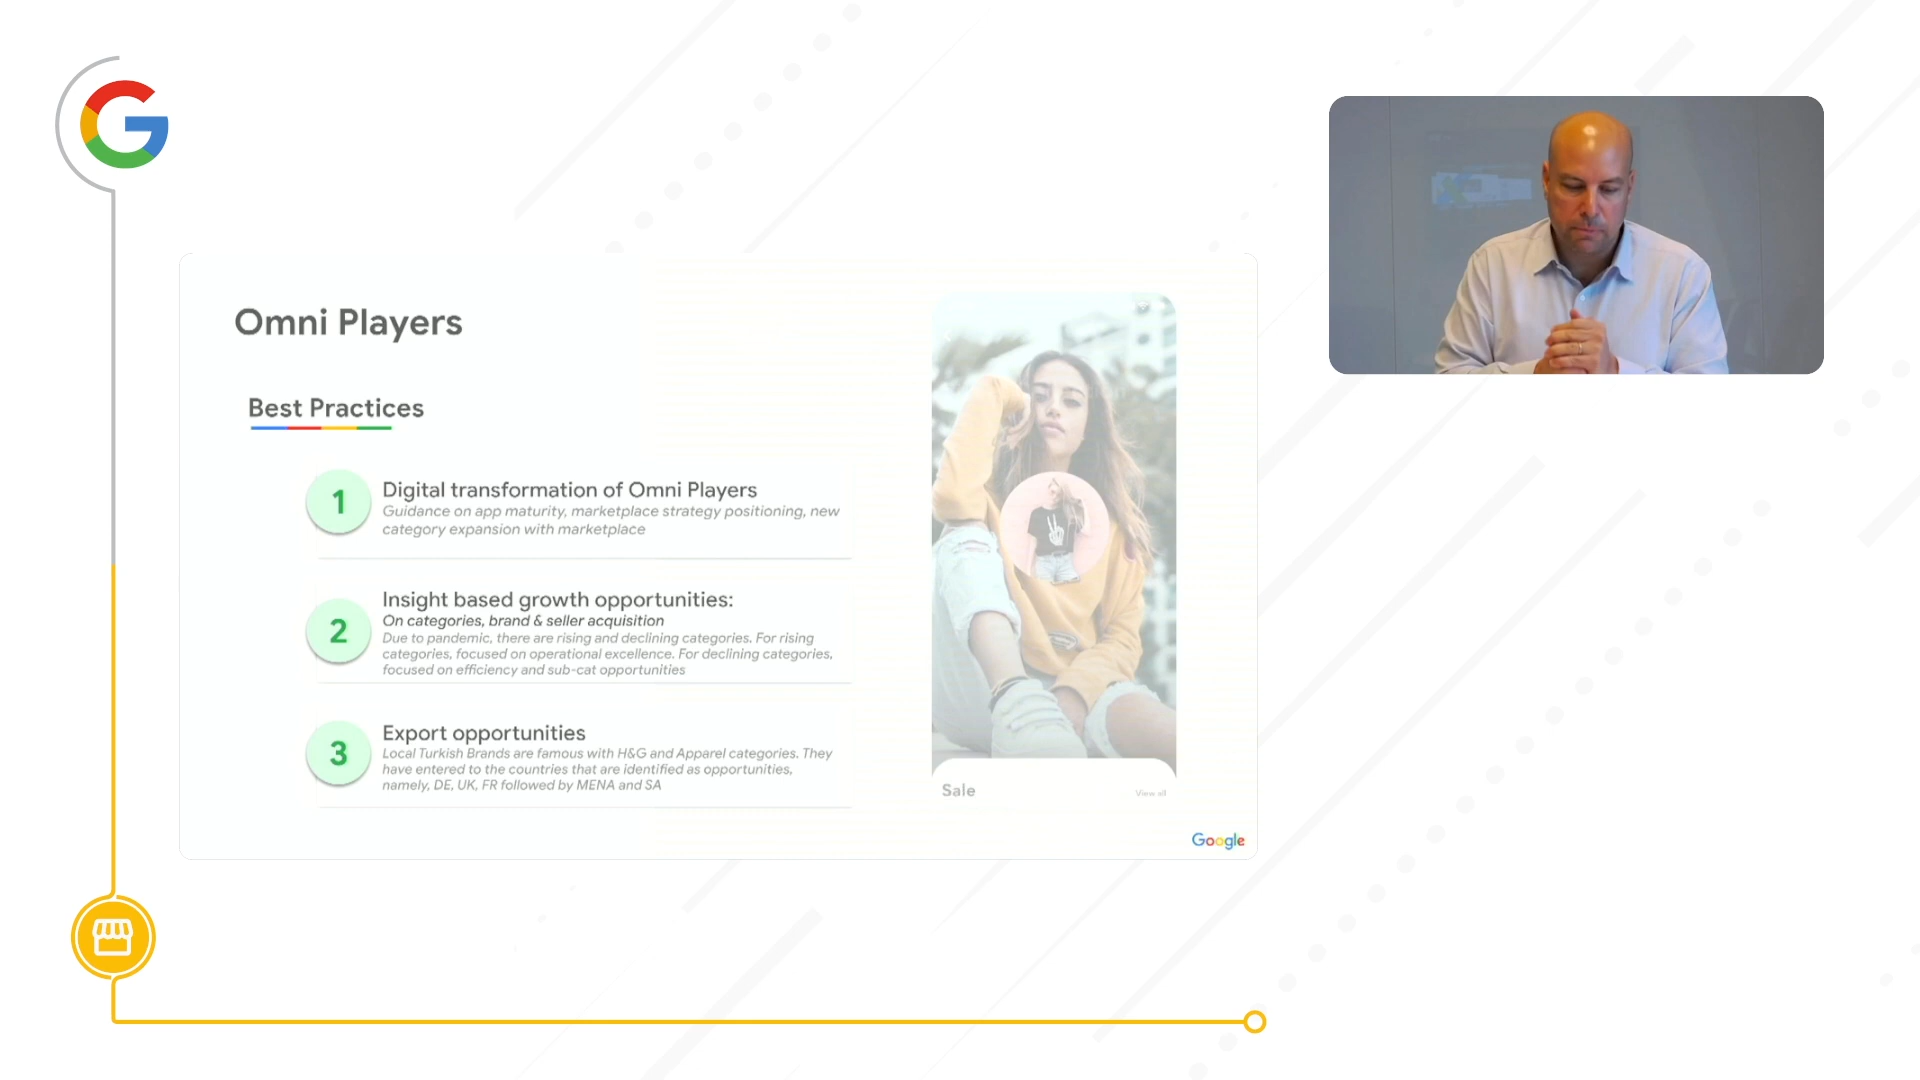 Omni Players
Best Practices
1
Digital transformation of Omni Players
Guidance on app maturity, marketplace strategy positioning, new
category expansion with marketplace
2
Insight based growth opportunities:
On categories, brand & seller acquisition
Due to pandemic, there are rising and declining categories. For rising
categories, focused on operational excellence. For declining categories,
focused on efficiency and sub-cat opportunities
3
Export opportunities
Local Turkish Brands are famous with H&G and Apparel categories. They
have entered to the countries that are identified as opportunities,
namely, DE, UK, FR followed by MENA and SA
Sale
View all
Google